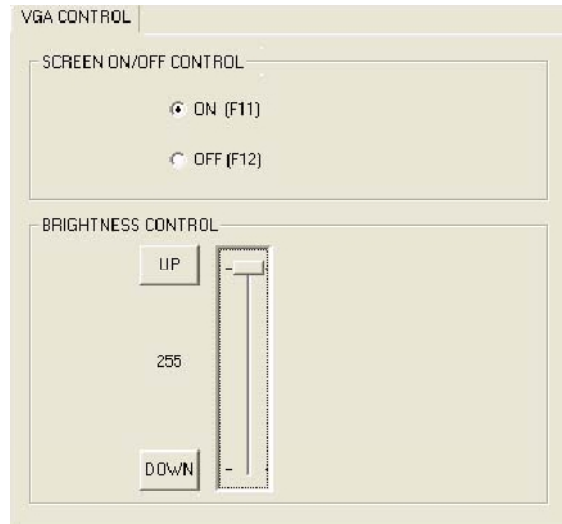 VGA CONTROL
SCREEN ON/OFF CONTROL
ON (F11)
OFF (F12)
BRIGHTNESS CONTROL
UP
255
DOWN